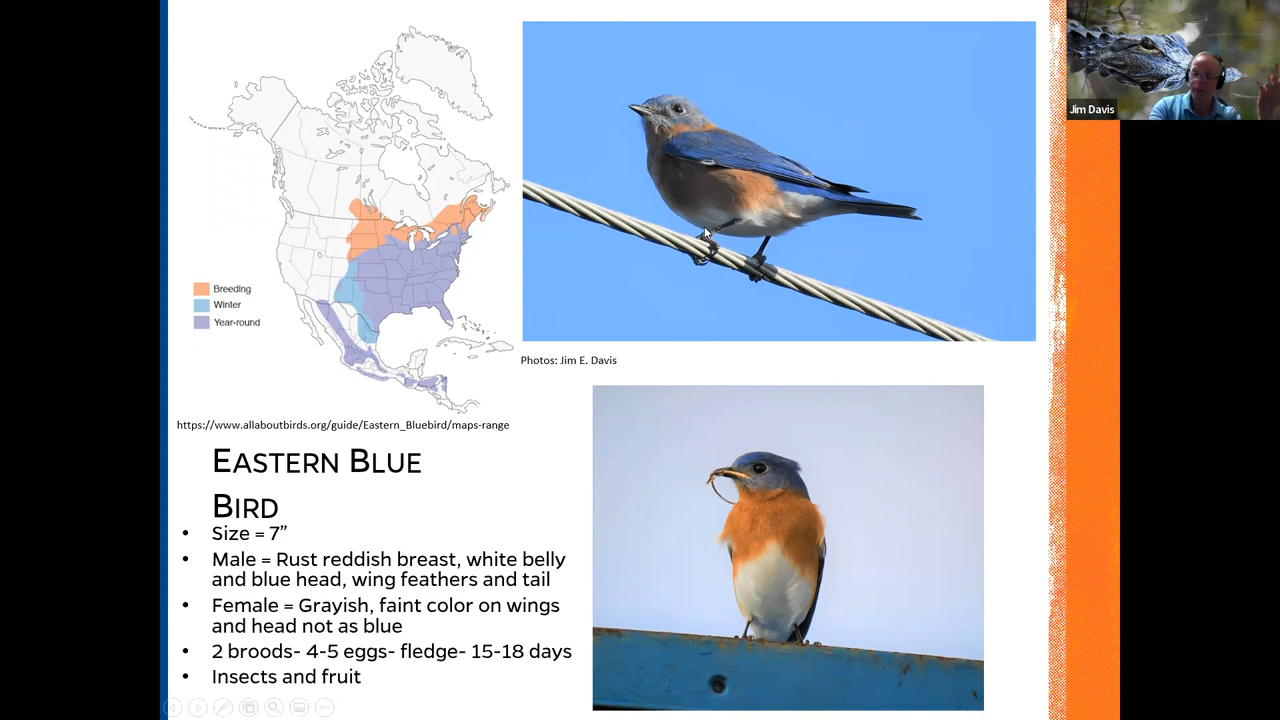 Jim Davis
Breeding
Winter
Year-round
Photos: Jim E. Davis
https://www.allaboutbirds.org/guide/Eastern_Bluebird/maps-range
EASTERN BLUE
BIRD
• Size = 7”
• Male = Rust reddish breast, white belly
and blue head, wing feathers and tail
• Female = Grayish, faint color on wings
and head not as blue
• 2 broods- 4-5 eggs- fledge- 15-18 days
• Insects and fruit